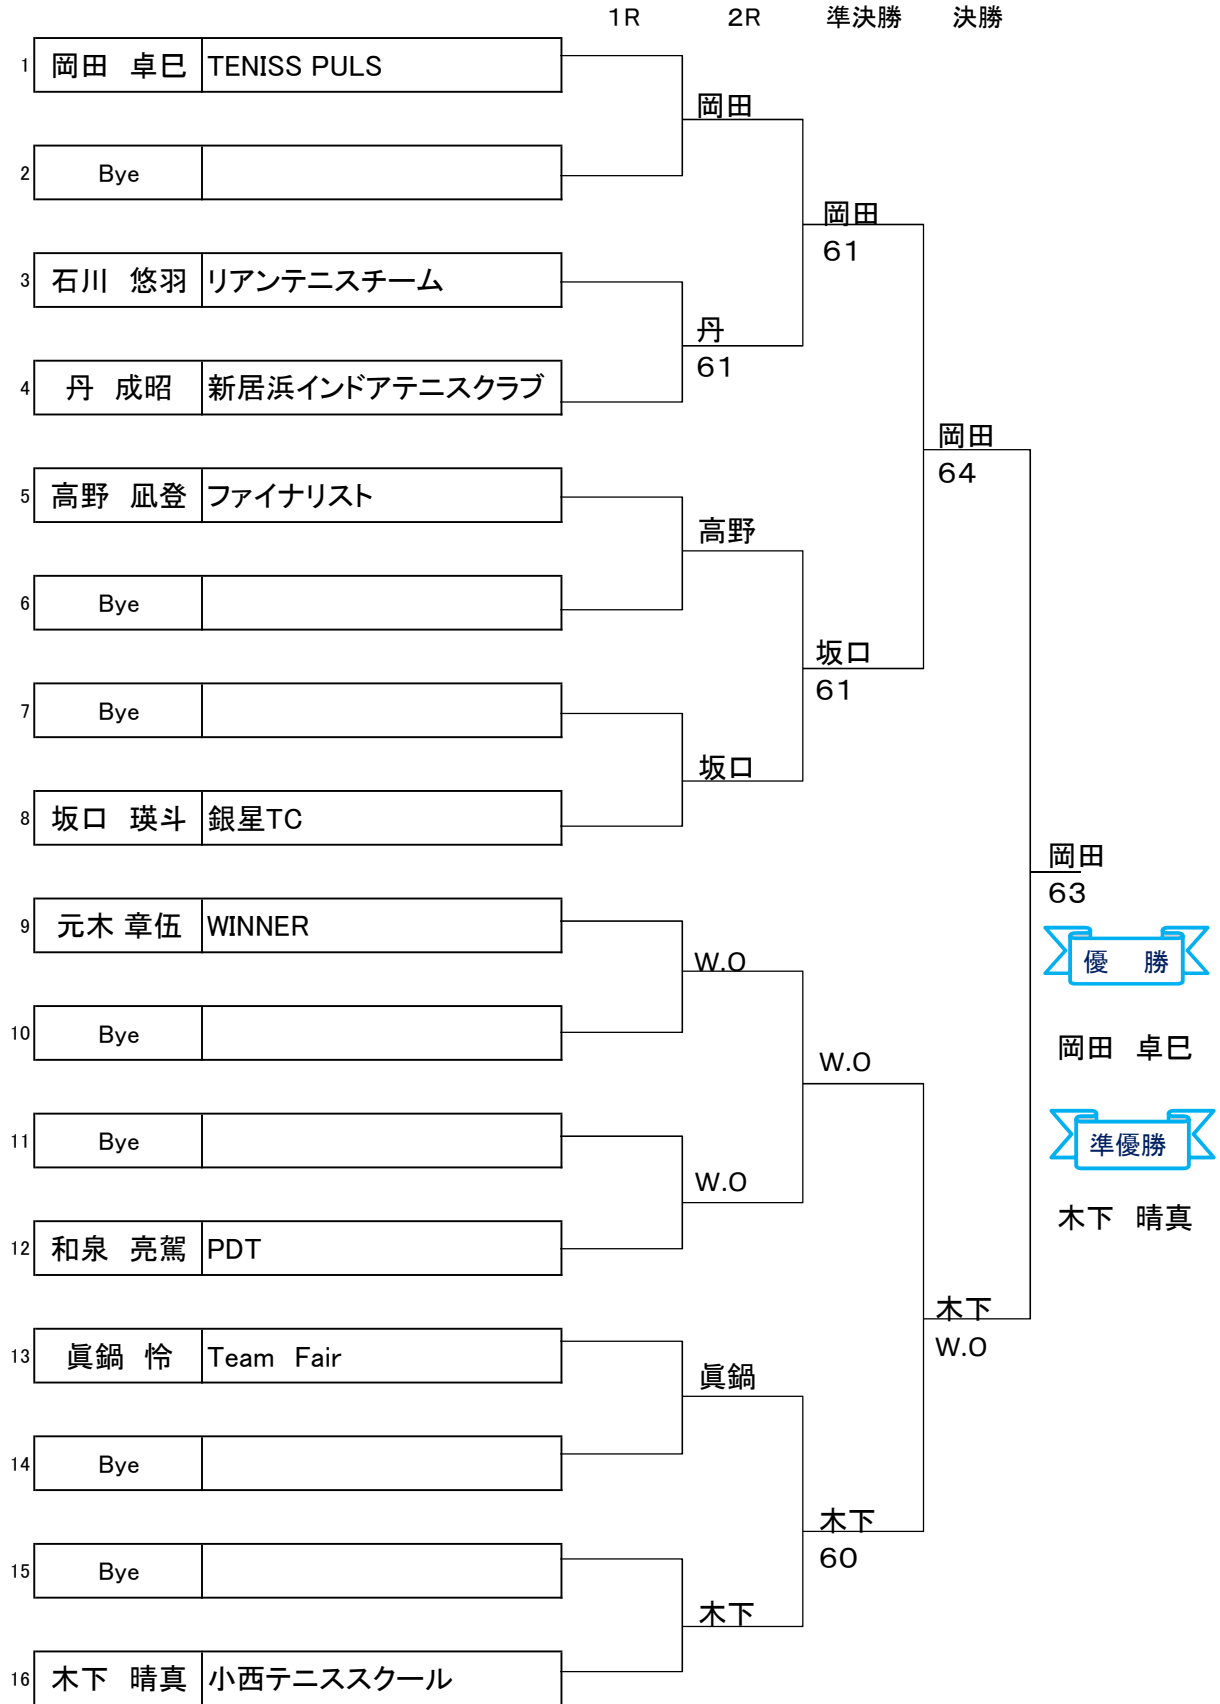 1R 2R 準決勝 決勝
1 岡田　卓巳 TENISS PULS
岡田
2 Bye
岡田
61
3 石川　悠羽 リアンテニスチーム
丹
61
4 丹　成昭 新居浜インドアテニスクラブ
岡田
64
5 高野　凪登 ファイナリスト
高野
6 Bye
坂口
61
7 Bye
坂口
8 坂口　瑛斗 銀星TC
岡田
63
9 元木 章伍 WINNER
W.O
優　勝
10 Bye
岡田　卓巳
W.O
11 Bye
準優勝
W.O
木下　晴真
12 和泉　亮駕 PDT
木下
W.O
13 眞鍋　怜 Team　Fair
眞鍋
14 Bye
木下
60
15 Bye
木下
16 木下　晴真 小西テニススクール